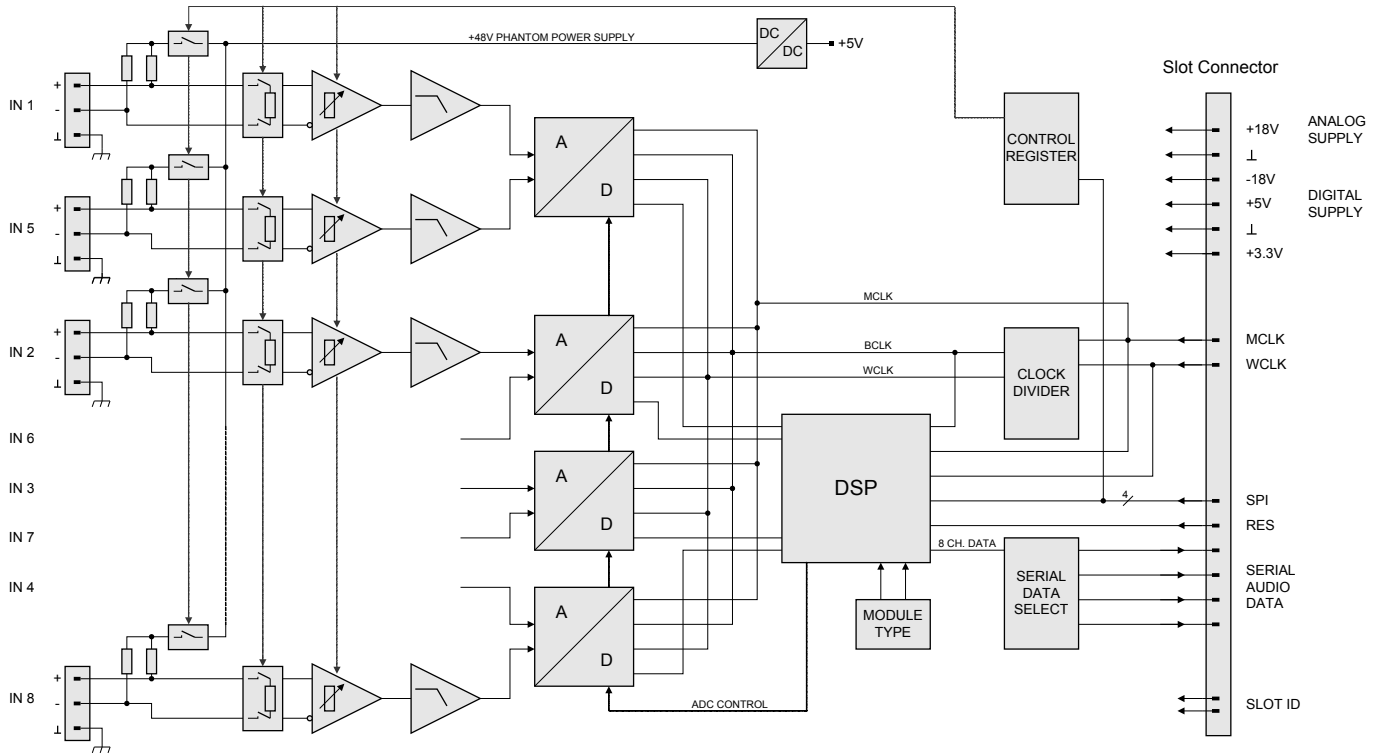 +48V PHANTOM POWER SUPPLY
DC
DC
+5V
Slot Connector
IN 1
+
-
⊥
A
D
CONTROL
REGISTER
+18V
⊥
-18V
+5V
⊥
+3.3V
ANALOG
SUPPLY
DIGITAL
SUPPLY
IN 5
+
-
⊥
IN 2
+
-
⊥
A
D
MCLK
BCLK
WCLK
CLOCK
DIVIDER
MCLK
WCLK
IN 6
IN 3
IN 7
A
D
DSP
4
SPI
RES
8 CH. DATA
SERIAL
DATA
SELECT
SERIAL
AUDIO
DATA
MODULE
TYPE
IN 4
A
D
IN 8
+
-
⊥
ADC CONTROL
SLOT ID